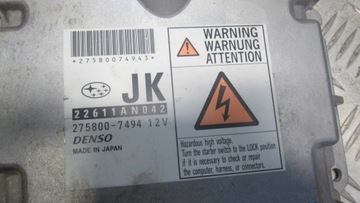 *27580074943*
JK
22611AN042
275800-7494 12V
DENSO
MADE IN JAPAN
WARNING
WARNUNG
ATTENTION
Hazardous high voltage.
Turn the starter switch to the LOCK position
if it is necessary to check or repair
the computer, harness, or connectors.